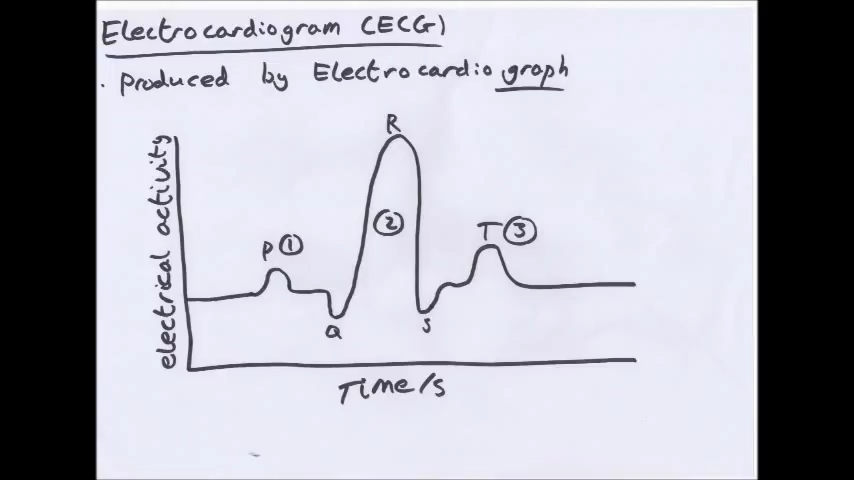 Electrocardiogram (ECG)
. Produced by Electrocardiograph
R
electrical activity
②
P ①
T ③
Q
S
Time/s